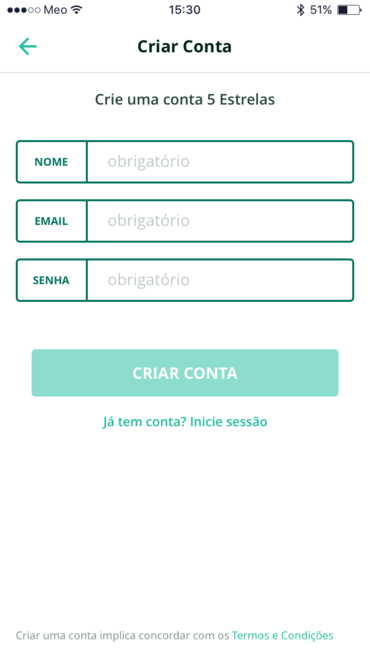 Meo 15:30 51%
Criar Conta
Crie uma conta 5 Estrelas
NOME obrigatório
EMAIL obrigatório
SENHA obrigatório
CRIAR CONTA
Já tem conta? Inicie sessão
Criar uma conta implica concordar com os Termos e Condições